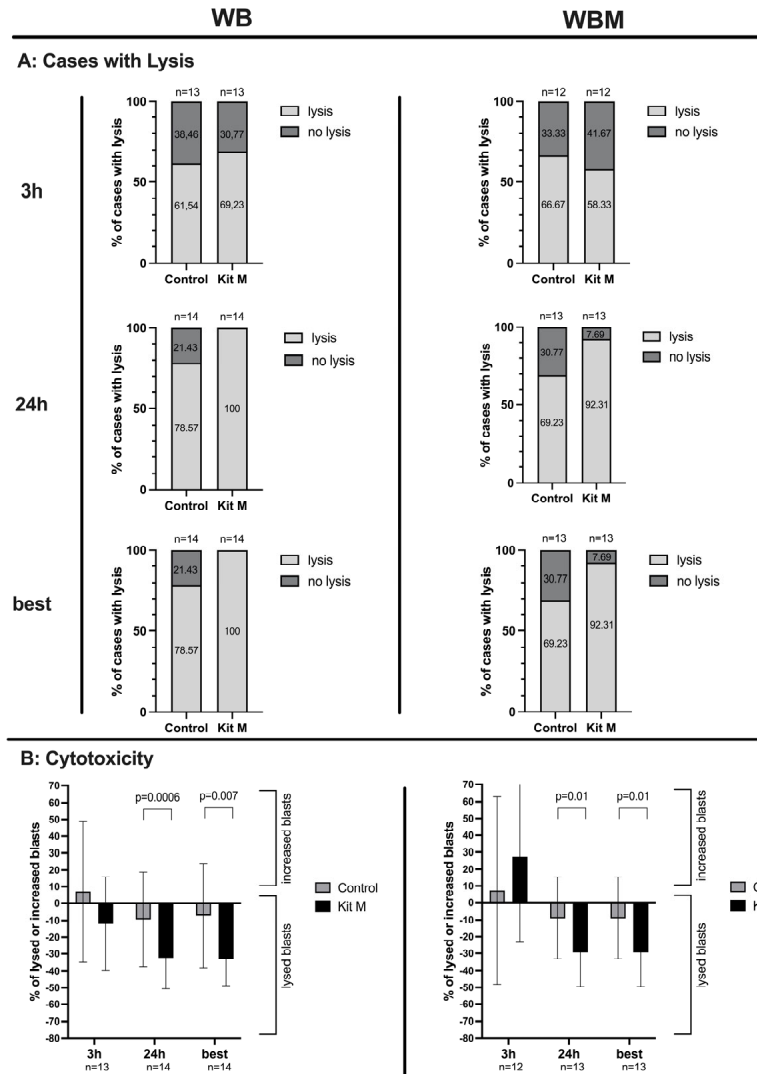 WB
WBM
A: Cases with Lysis
3h
n=13 n=13
100
50
0
% of cases with lysis
38,46 30,77
61,54 69,23
Control Kit M
lysis
no lysis
n=12 n=12
100
50
0
% of cases with lysis
33.33 41.67
66.67 58.33
Control Kit M
lysis
no lysis
24h
n=14 n=14
100
50
0
% of cases with lysis
21.43
78.57 100
Control Kit M
lysis
no lysis
n=13 n=13
100
50
0
% of cases with lysis
30.77 7.69
69.23 92.31
Control Kit M
lysis
no lysis
best
n=14 n=14
100
50
0
% of cases with lysis
21.43
78.57 100
Control Kit M
lysis
no lysis
n=13 n=13
100
50
0
% of cases with lysis
30.77 7.69
69.23 92.31
Control Kit M
lysis
no lysis
B: Cytotoxicity
% of lysed or increased blasts
70
60
50
40
30
20
10
0
-10
-20
-30
-40
-50
-60
-70
-80
p=0.0006 p=0.007
increased blasts
lysed blasts
Control
Kit M
3h 24h best
n=13 n=14 n=14
% of lysed or increased blasts
70
60
50
40
30
20
10
0
-10
-20
-30
-40
-50
-60
-70
-80
p=0.01 p=0.01
increased blasts
lysed blasts
3h 24h best
n=12 n=13 n=13